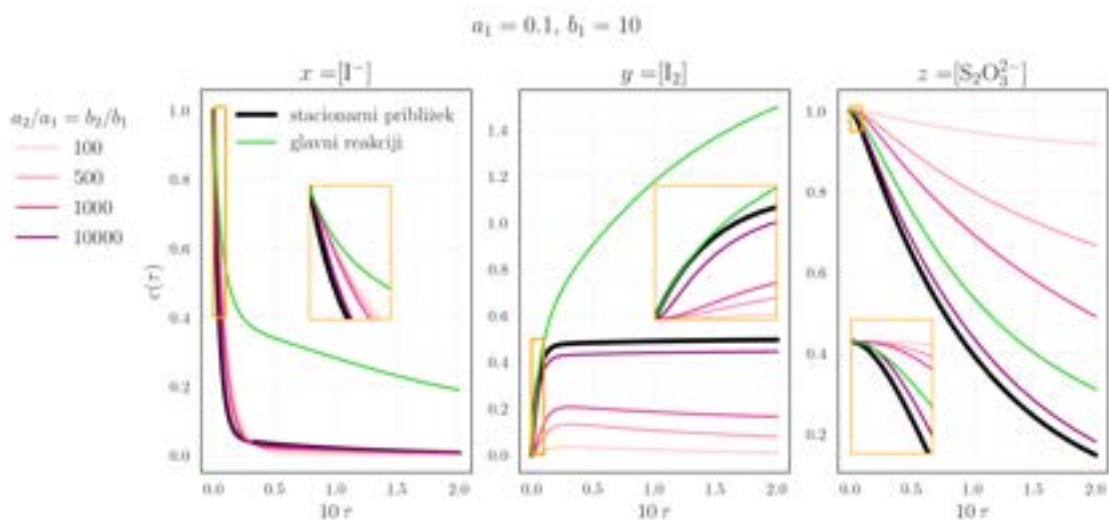 a₁ = 0.1, b₁ = 10
x =[I⁻]
y =[I₂]
z =[S₂O₃²⁻]
a₂/a₁ = b₂/b₁
100
500
1000
10000
stacionarni približek
glavni reakciji
c(τ)
1.0
0.8
0.6
0.4
0.2
0.0
0.0 0.5 1.0 1.5 2.0
10 τ
1.4
1.2
1.0
0.8
0.6
0.4
0.2
0.0
0.0 0.5 1.0 1.5 2.0
10 τ
1.0
0.8
0.6
0.4
0.2
0.0 0.5 1.0 1.5 2.0
10 τ